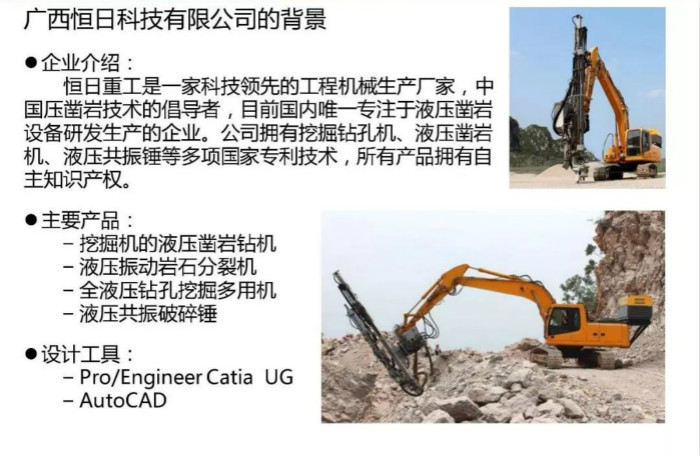 广西恒日科技有限公司的背景
●企业介绍：
恒日重工是一家科技领先的工程机械生产厂家，中
国压凿岩技术的倡导者，目前国内唯一专注于液压凿岩
设备研发生产的企业。公司拥有挖掘钻孔机、液压凿岩
机、液压共振锤等多项国家专利技术，所有产品拥有自
主知识产权。
●主要产品：
– 挖掘机的液压凿岩钻机
– 液压振动岩石分裂机
– 全液压钻孔挖掘多用机
– 液压共振破碎锤
●设计工具：
– Pro/Engineer Catia UG
– AutoCAD